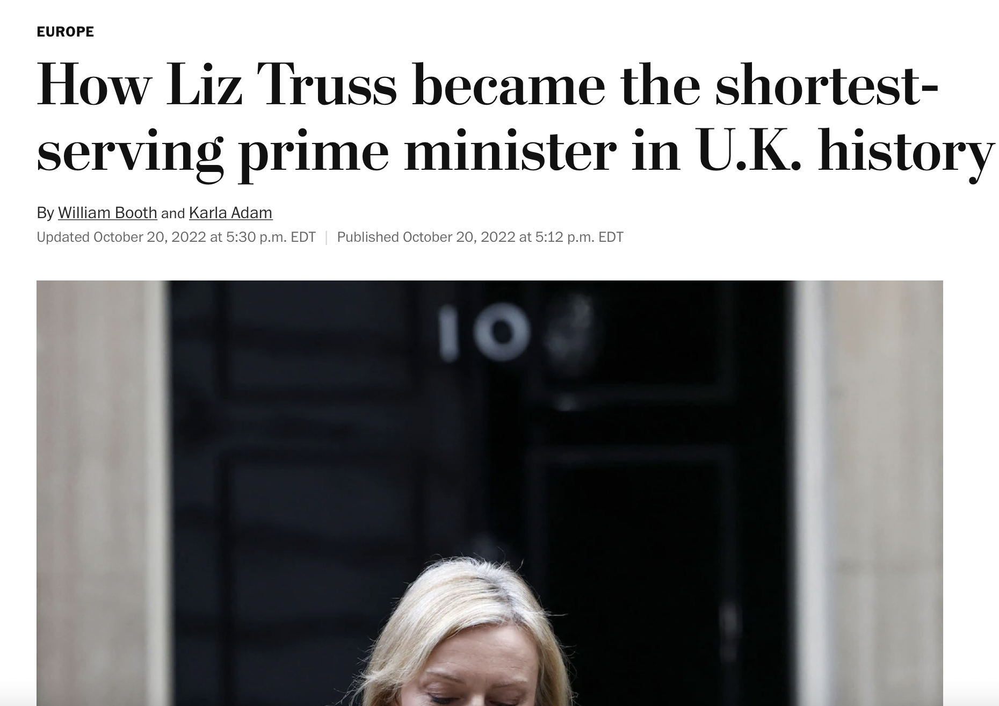 EUROPE
How Liz Truss became the shortest-
serving prime minister in U.K. history
By William Booth and Karla Adam
Updated October 20, 2022 at 5:30 p.m. EDT | Published October 20, 2022 at 5:12 p.m. EDT
10